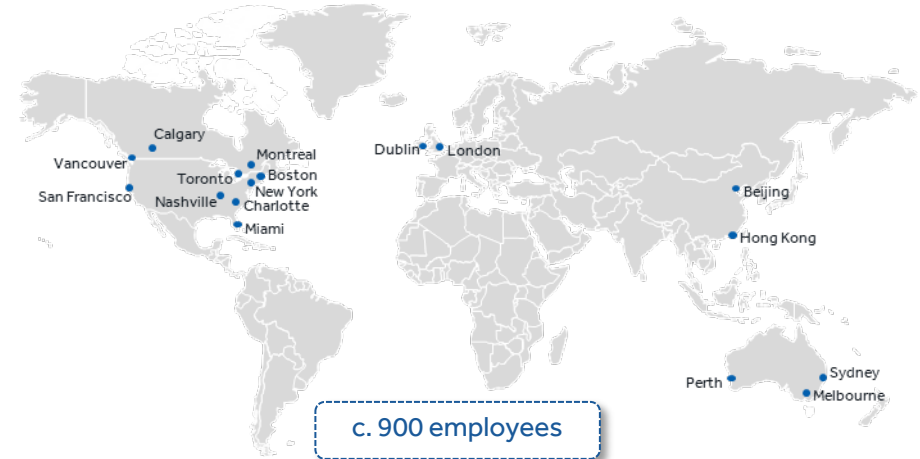 Calgary
Vancouver
Montreal
Toronto
Boston
San Francisco
New York
Nashville
Charlotte
Miami
Dublin
London
Beijing
Hong Kong
Perth
Sydney
Melbourne
c. 900 employees